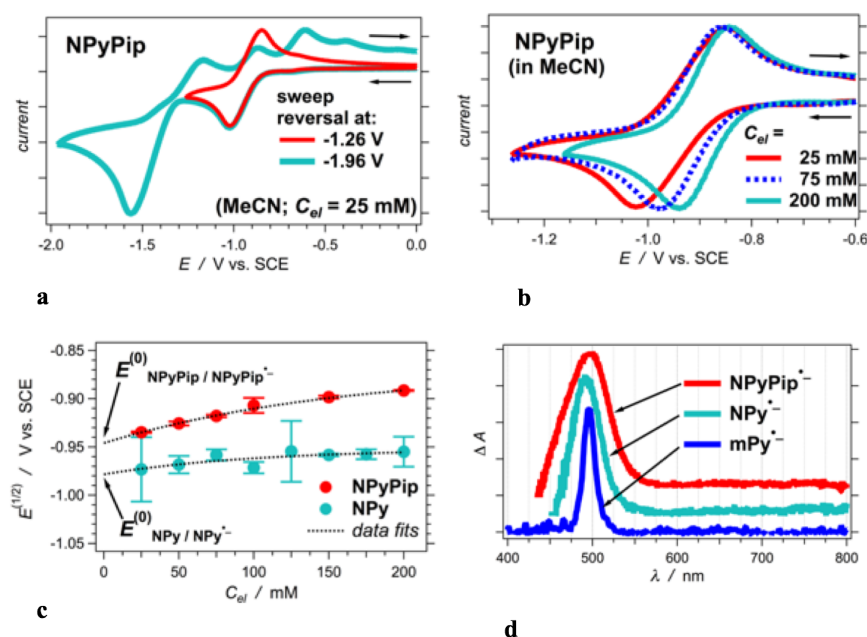 NPyPip
sweep
reversal at:
-1.26 V
-1.96 V
(MeCN; C_el = 25 mM)
current
-2.0 -1.5 -1.0 -0.5 0.0
E / V vs. SCE
a
NPyPip
(in MeCN)
C_el =
25 mM
75 mM
200 mM
current
-1.2 -1.0 -0.8 -0.6
E / V vs. SCE
b
-0.85
-0.90
-0.95
-1.00
-1.05
E^(1/2) / V vs. SCE
E^(0) NPyPip / NPyPip^•–
E^(0) NPy / NPy^•–
NPyPip
NPy
data fits
0 50 100 150 200
C_el / mM
c
Δ A
NPyPip^•–
NPy^•–
mPy^•–
400 500 600 700 800
λ / nm
d